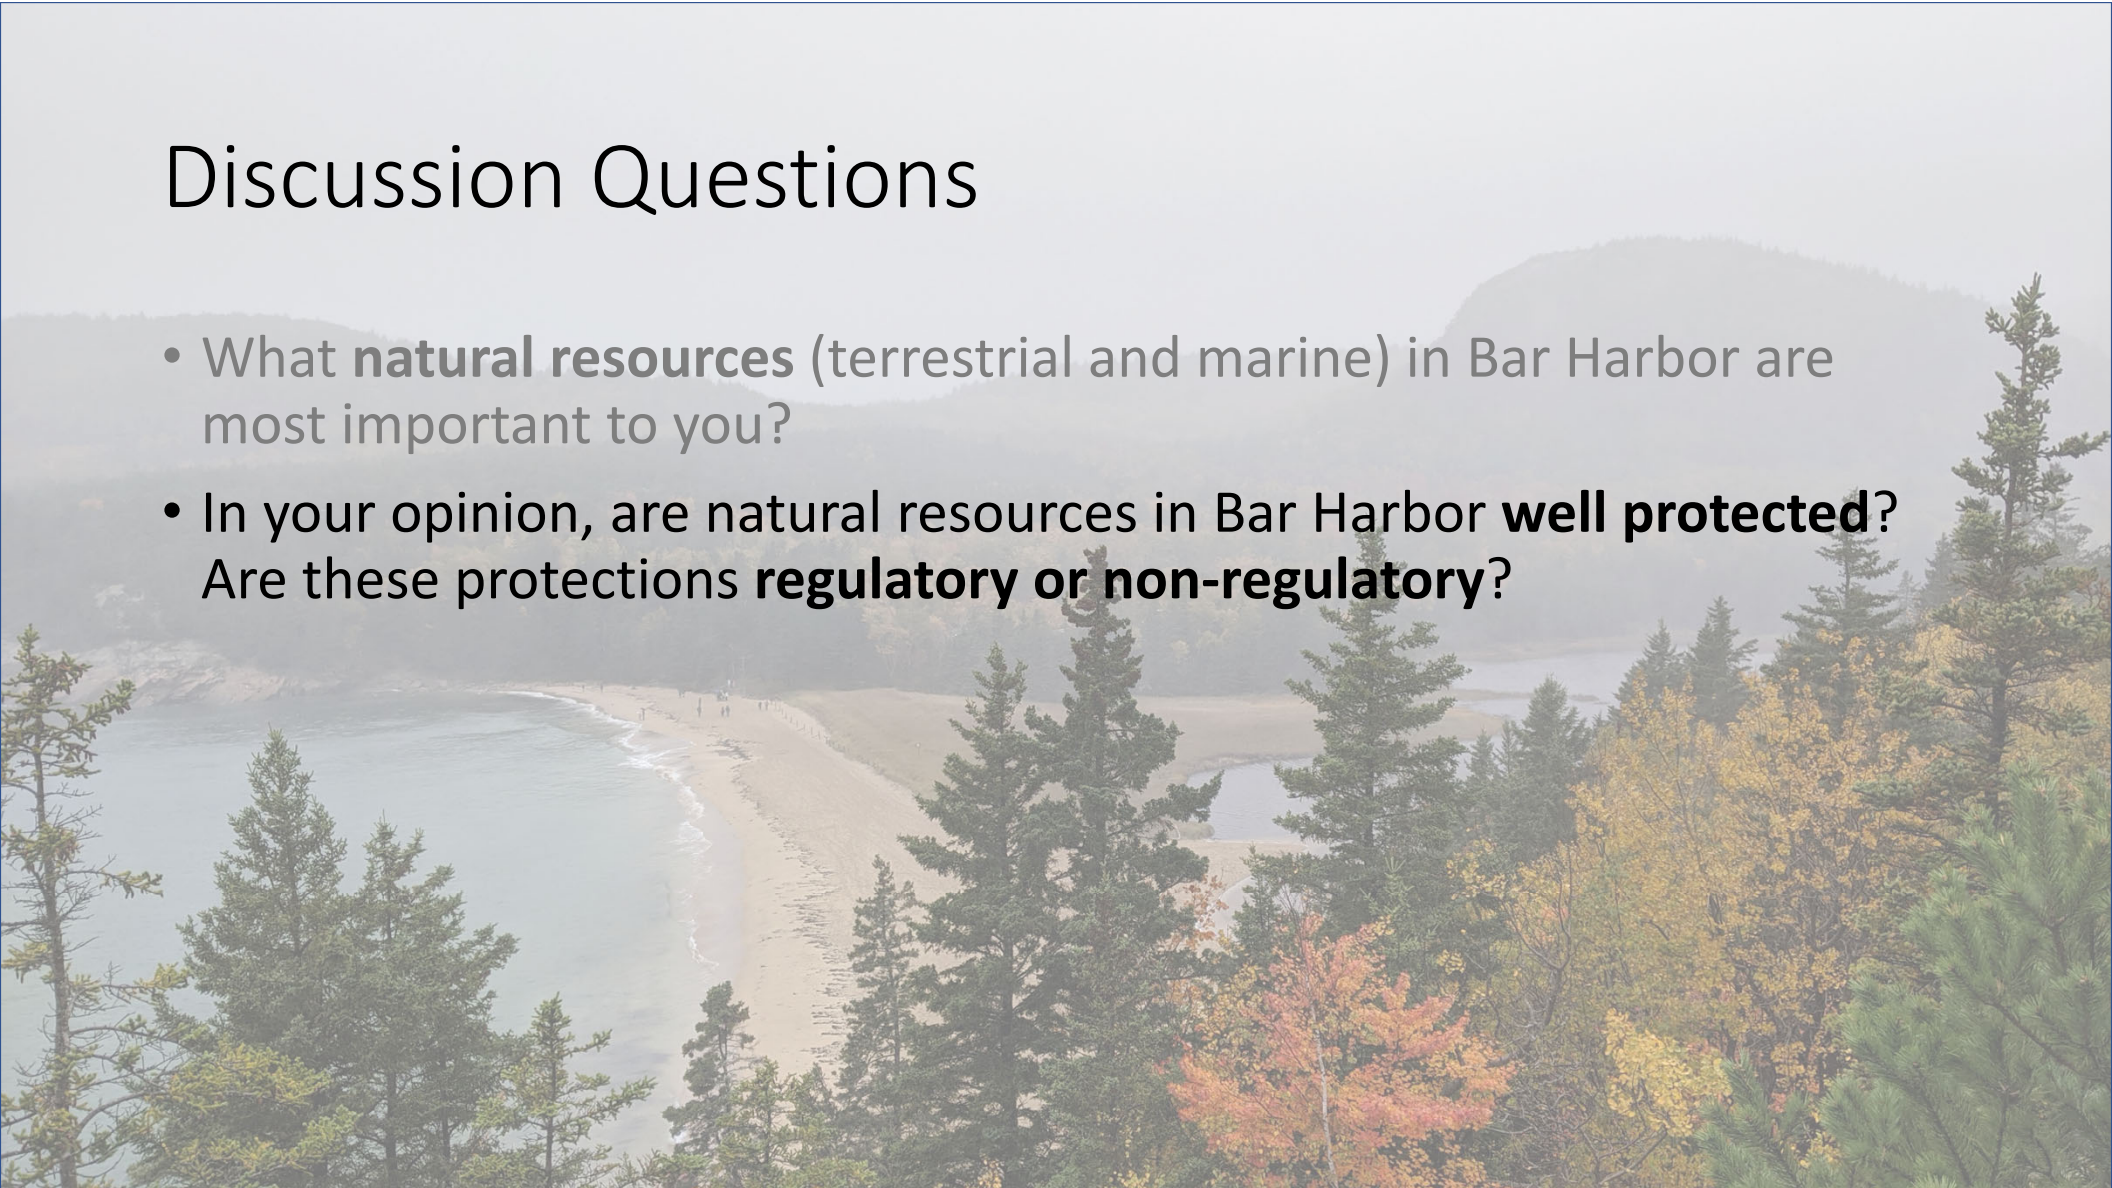 Discussion Questions
• What natural resources (terrestrial and marine) in Bar Harbor are
most important to you?
• In your opinion, are natural resources in Bar Harbor well protected?
Are these protections regulatory or non-regulatory?